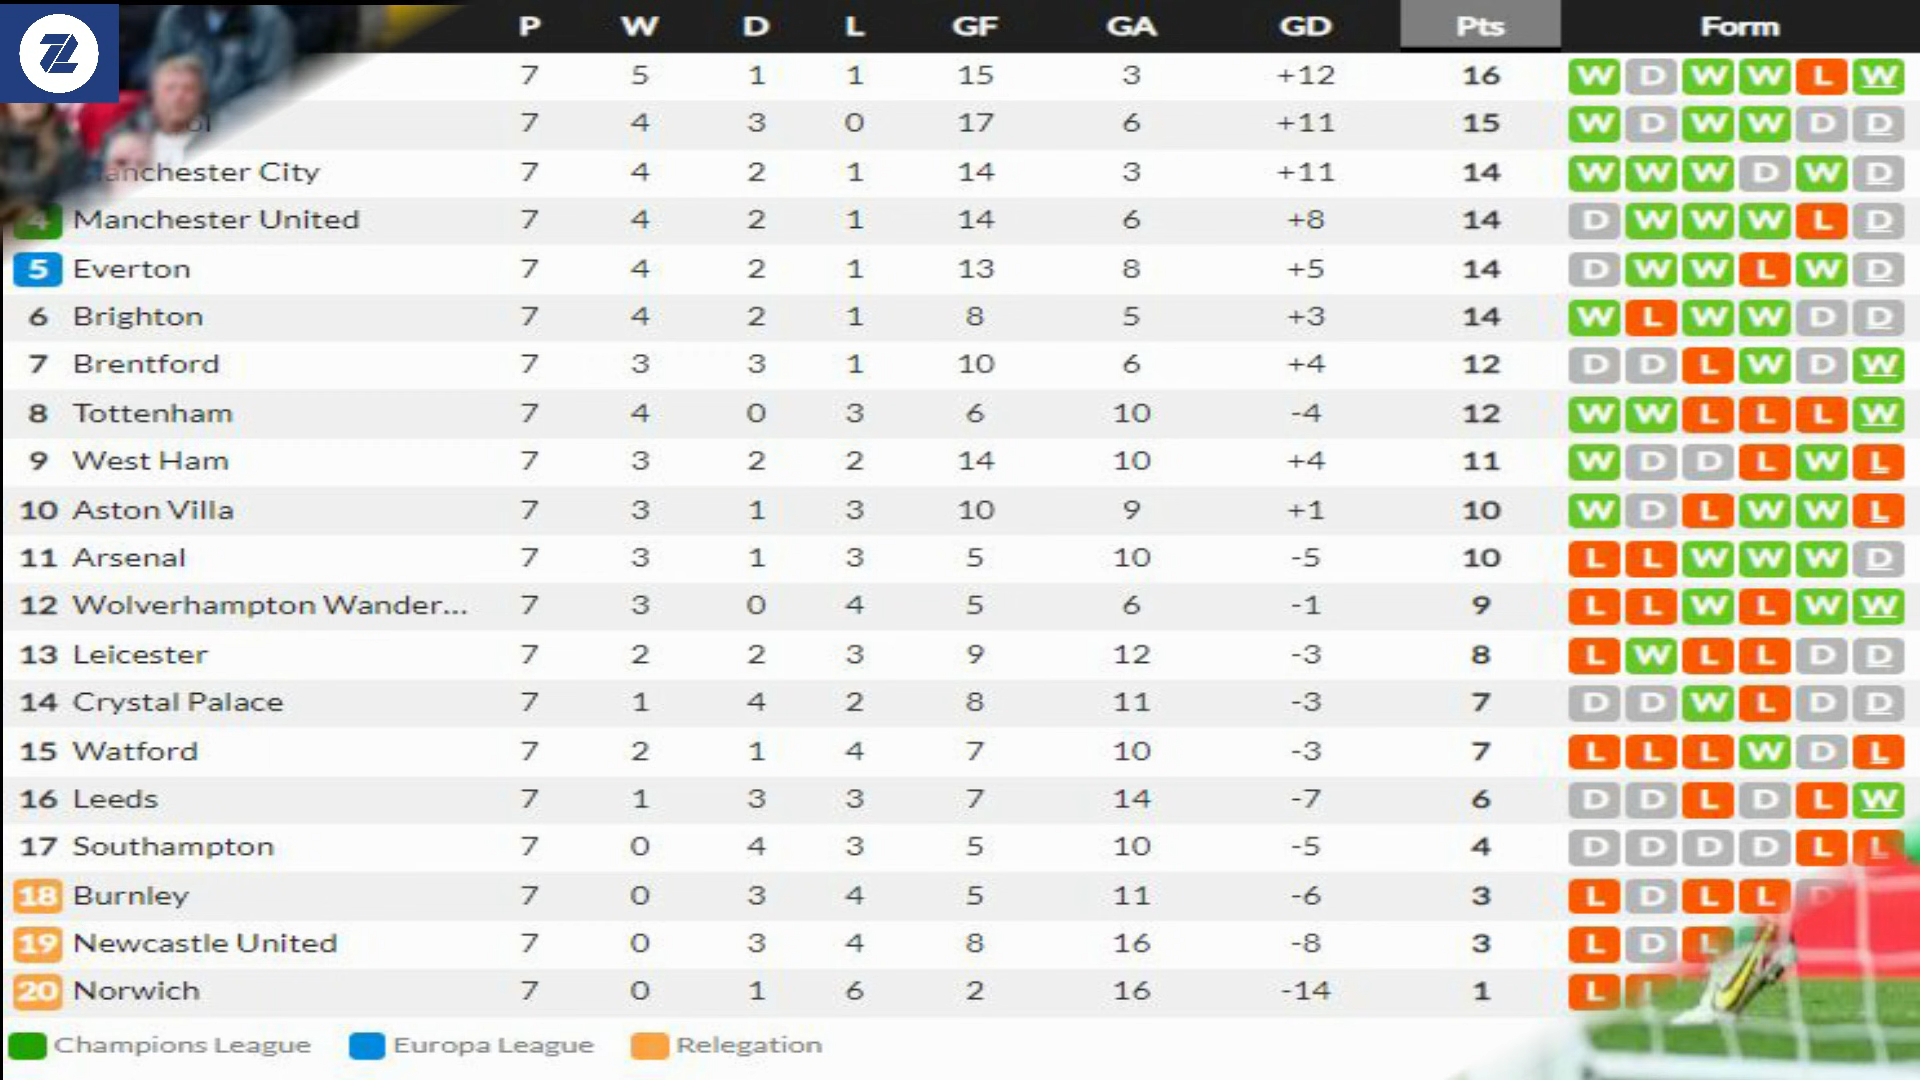 P W D L GF GA GD Pts Form
7 5 1 1 15 3 +12 16 W D W W L W
7 4 3 0 17 6 +11 15 W D W W D D
Manchester City 7 4 2 1 14 3 +11 14 W W W D W D
4 Manchester United 7 4 2 1 14 6 +8 14 D W W W L D
5 Everton 7 4 2 1 13 8 +5 14 D W W L W D
6 Brighton 7 4 2 1 8 5 +3 14 W L W W D D
7 Brentford 7 3 3 1 10 6 +4 12 D D L W D W
8 Tottenham 7 4 0 3 6 10 -4 12 W W L L L W
9 West Ham 7 3 2 2 14 10 +4 11 W D D L W L
10 Aston Villa 7 3 1 3 10 9 +1 10 W D L W W L
11 Arsenal 7 3 1 3 5 10 -5 10 L L W W W D
12 Wolverhampton Wander... 7 3 0 4 5 6 -1 9 L L W L W W
13 Leicester 7 2 2 3 9 12 -3 8 L W L L D D
14 Crystal Palace 7 1 4 2 8 11 -3 7 D D W L D D
15 Watford 7 2 1 4 7 10 -3 7 L L L W D L
16 Leeds 7 1 3 3 7 14 -7 6 D D L D L W
17 Southampton 7 0 4 3 5 10 -5 4 D D D D L L
18 Burnley 7 0 3 4 5 11 -6 3 L D L L D
19 Newcastle United 7 0 3 4 8 16 -8 3 L D L
20 Norwich 7 0 1 6 2 16 -14 1 L L
Champions League Europa League Relegation